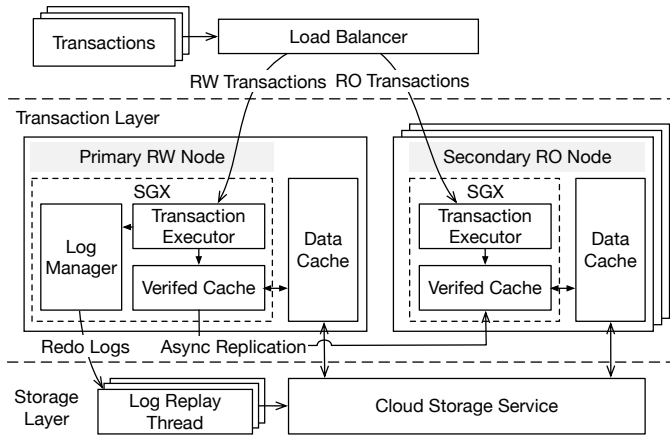 Transactions
Load Balancer
RW Transactions
RO Transactions
Transaction Layer
Primary RW Node
Secondary RO Node
SGX
Log
Manager
Transaction
Executor
Verifed Cache
Data
Cache
SGX
Transaction
Executor
Verifed Cache
Data
Cache
Redo Logs
Async Replication
Storage
Layer
Log Replay
Thread
Cloud Storage Service